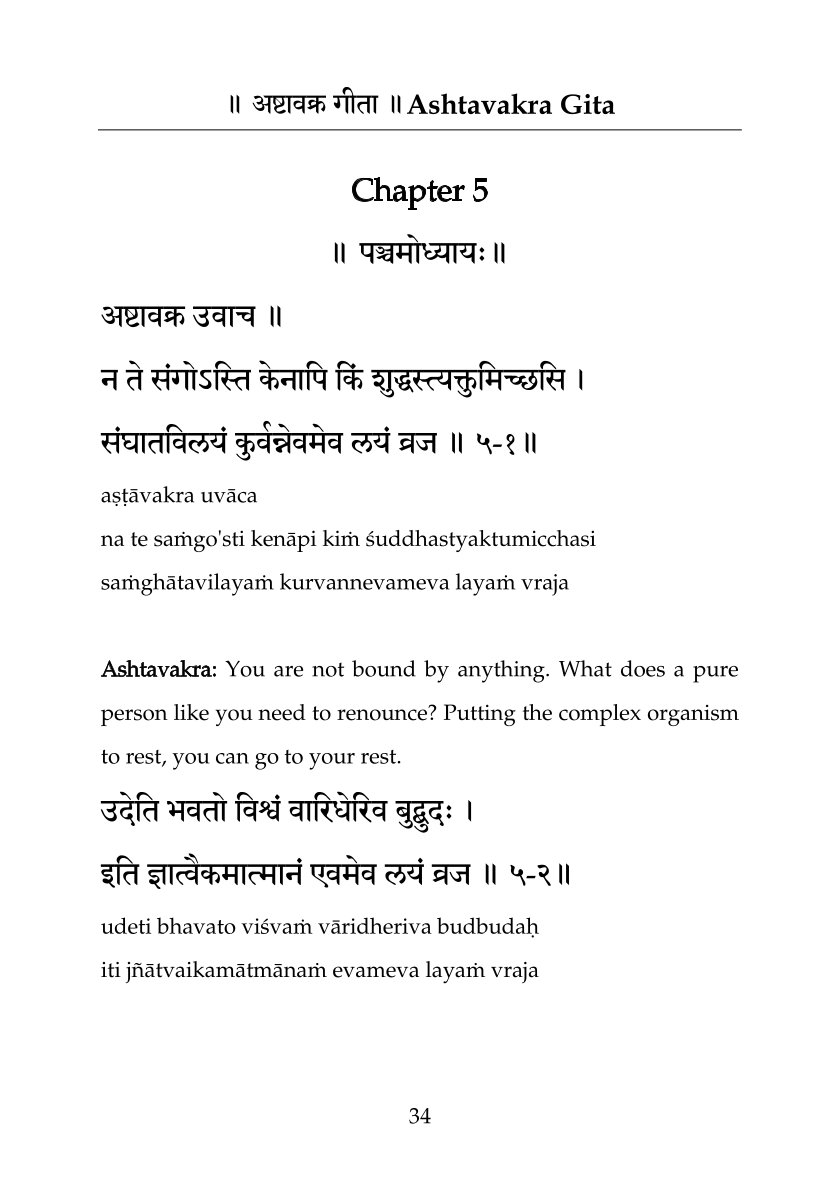 ॥ अष्टावक्र गीता ॥ Ashtavakra Gita
Chapter 5
॥ पञ्चमोध्यायः॥
अष्टावक्र उवाच ॥
न ते संगोऽस्ति केनापि किं शुद्धस्त्यक्तुमिच्छसि ।
संघातविलयं कुर्वन्नेवमेव लयं व्रज ॥ ५-१॥
aṣṭāvakra uvāca
na te saṁgo'sti kenāpi kiṁ śuddhastyaktumicchasi
saṁghātavilayaṁ kurvannevameva layaṁ vraja
Ashtavakra: You are not bound by anything. What does a pure
person like you need to renounce? Putting the complex organism
to rest, you can go to your rest.
उदेति भवतो विश्वं वारिधेरिव बुद्बुदः ।
इति ज्ञात्वैकमात्मानं एवमेव लयं व्रज ॥ ५-२॥
udeti bhavato viśvaṁ vāridheriva budbudaḥ
iti jñātvaikamātmānaṁ evameva layaṁ vraja
34